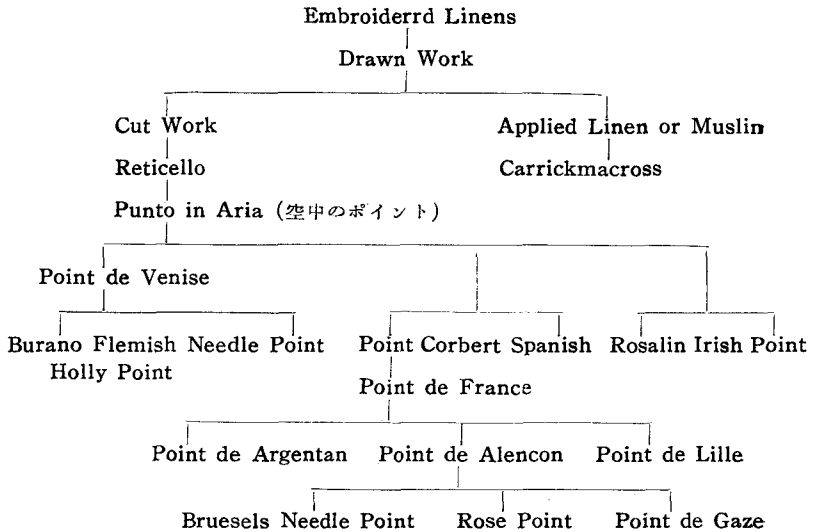 Embroiderrd Linens
Drawn Work
Cut Work Applied Linen or Muslin
Reticello Carrickmacross
Punto in Aria (空中のポイント)
Point de Venise
Burano Flemish Needle Point Point Corbert Spanish Rosalin Irish Point
Holly Point
Point de France
Point de Argentan Point de Alencon Point de Lille
Bruesels Needle Point Rose Point Point de Gaze